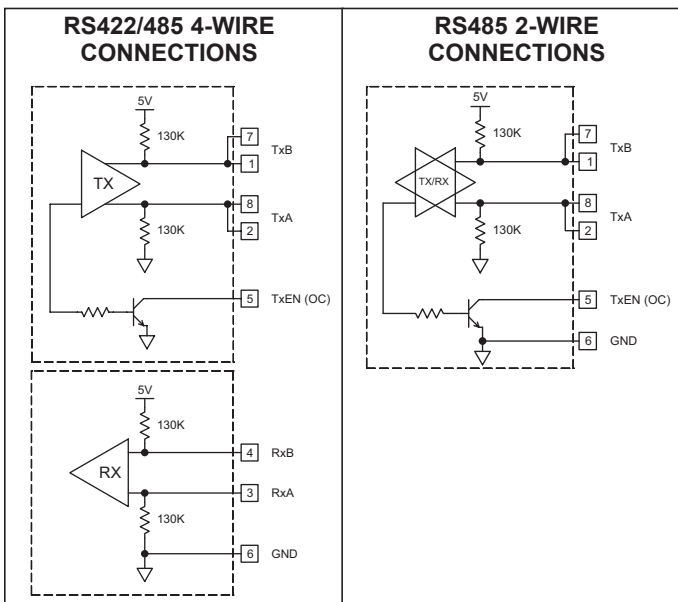 RS422/485 4-WIRE
CONNECTIONS
5V
130K
7
TxB
1
TX
8
TxA
2
130K
5 TxEN (OC)
5V
130K
4 RxB
RX
3 RxA
130K
6 GND
RS485 2-WIRE
CONNECTIONS
5V
130K
7
TxB
1
TX/RX
8
TxA
2
130K
5 TxEN (OC)
6 GND